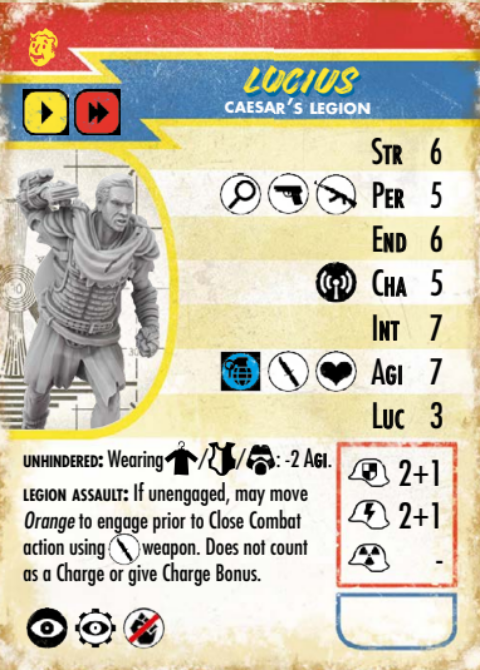 LUCIUS
CAESAR'S LEGION
STR 6
PER 5
END 6
CHA 5
INT 7
AGI 7
LUC 3
UNHINDERED: Wearing / / : -2 AGI.
LEGION ASSAULT: If unengaged, may move
Orange to engage prior to Close Combat
action using weapon. Does not count
as a Charge or give Charge Bonus.
2+1
2+1
-